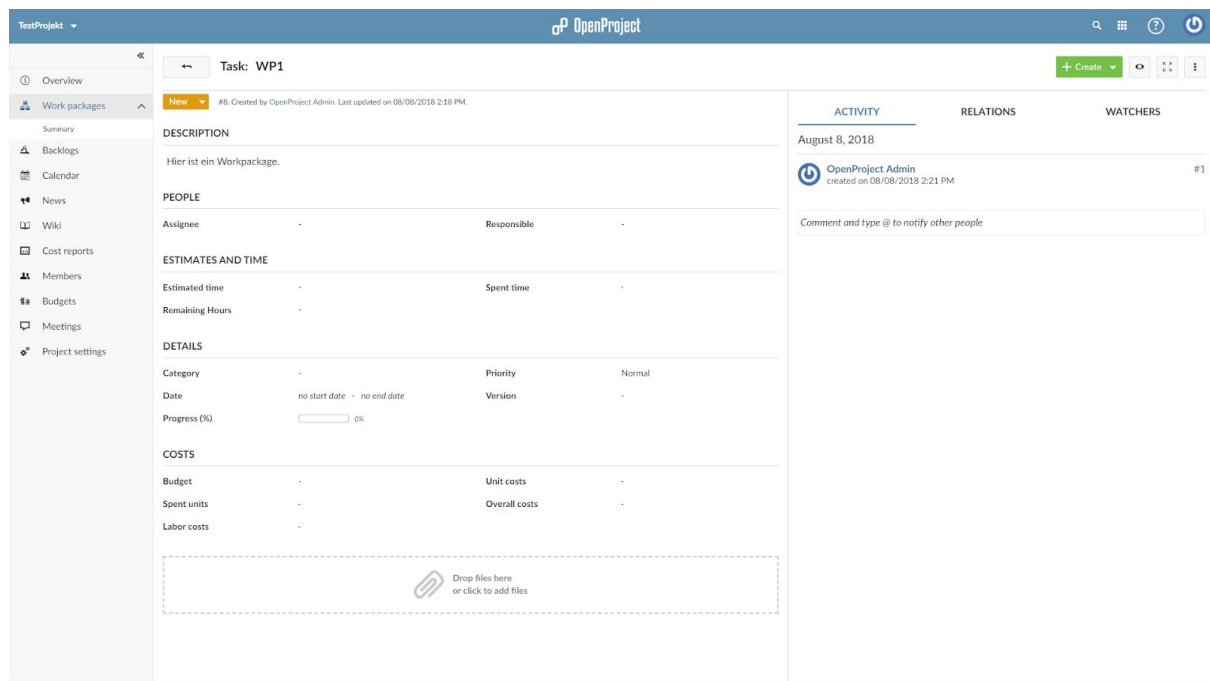 TestProjekt
OpenProject
Overview
Work packages
Summary
Backlogs
Calendar
News
Wiki
Cost reports
Members
Budgets
Meetings
Project settings
Task: WP1
+ Create
New #8: Created by OpenProject Admin. Last updated on 08/08/2018 2:18 PM.
DESCRIPTION
Hier ist ein Workpackage.
PEOPLE
Assignee - Responsible -
ESTIMATES AND TIME
Estimated time - Spent time -
Remaining Hours -
DETAILS
Category - Priority Normal
Date no start date - no end date Version -
Progress (%) 0%
COSTS
Budget - Unit costs -
Spent units - Overall costs -
Labor costs -
Drop files here
or click to add files
ACTIVITY RELATIONS WATCHERS
August 8, 2018
OpenProject Admin #1
created on 08/08/2018 2:21 PM
Comment and type @ to notify other people